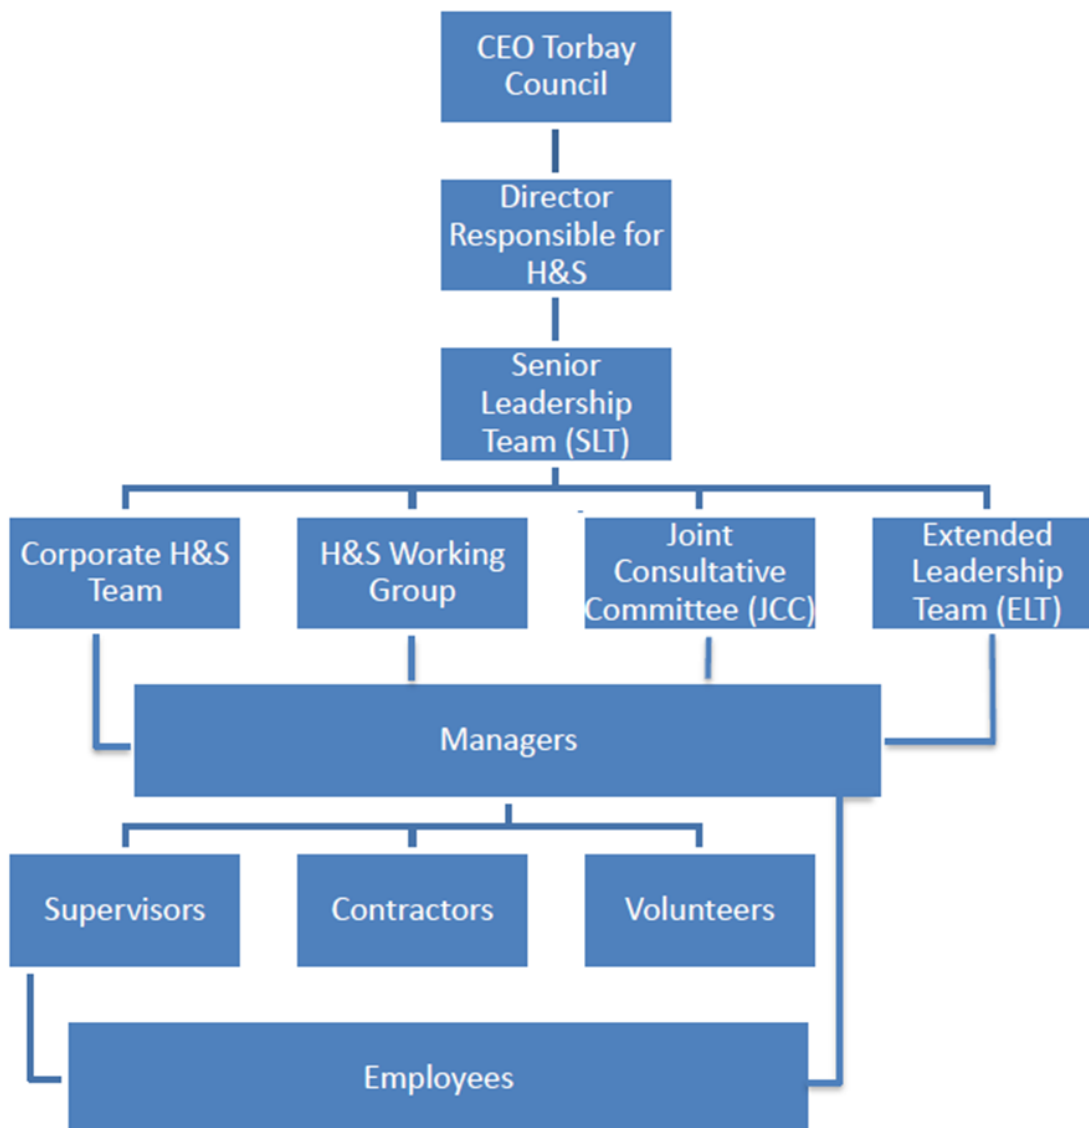 CEO Torbay
Council
Director
Responsible for
H&S
Senior
Leadership
Team (SLT)
Corporate H&S
Team
H&S Working
Group
Joint
Consultative
Committee (JCC)
Extended
Leadership
Team (ELT)
Managers
Supervisors
Contractors
Volunteers
Employees